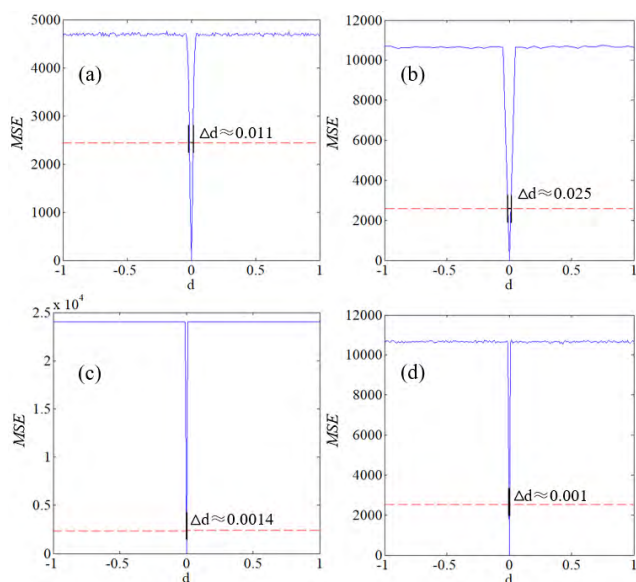 5000
4000
3000
2000
1000
0
MSE
(a)
Δd≈0.011
-1 -0.5 0 0.5 1
d
12000
10000
8000
6000
4000
2000
0
MSE
(b)
Δd≈0.025
-1 -0.5 0 0.5 1
d
2.5 x 10⁴
2
1.5
1
0.5
0
MSE
(c)
Δd≈0.0014
-1 -0.5 0 0.5 1
d
12000
10000
8000
6000
4000
2000
0
MSE
(d)
Δd≈0.001
-1 -0.5 0 0.5 1
d